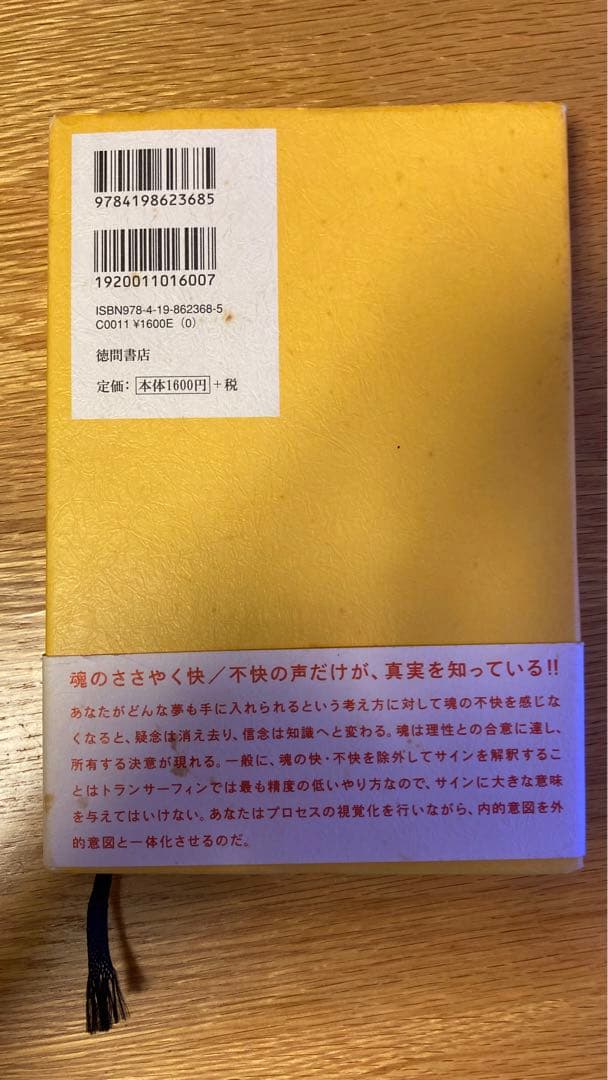 9784198623685
1920011016007
ISBN978-4-19-862368-5
C0011 ¥1600E (0)
徳間書店
定価: 本体1600円+税
魂のささやく快／不快の声だけが、真実を知っている!!
あなたがどんな夢も手に入れられるという考え方に対して魂の不快を感じな
くなると、疑念は消え去り、信念は知識へと変わる。魂は理性との合意に達し、
所有する決意が現れる。一般に、魂の快・不快を除外してサインを解釈するこ
とはトランサーフィンでは最も精度の低いやり方なので、サインに大きな意味
を与えてはいけない。あなたはプロセスの視覚化を行いながら、内的意図を外
的意図と一体化させるのだ。